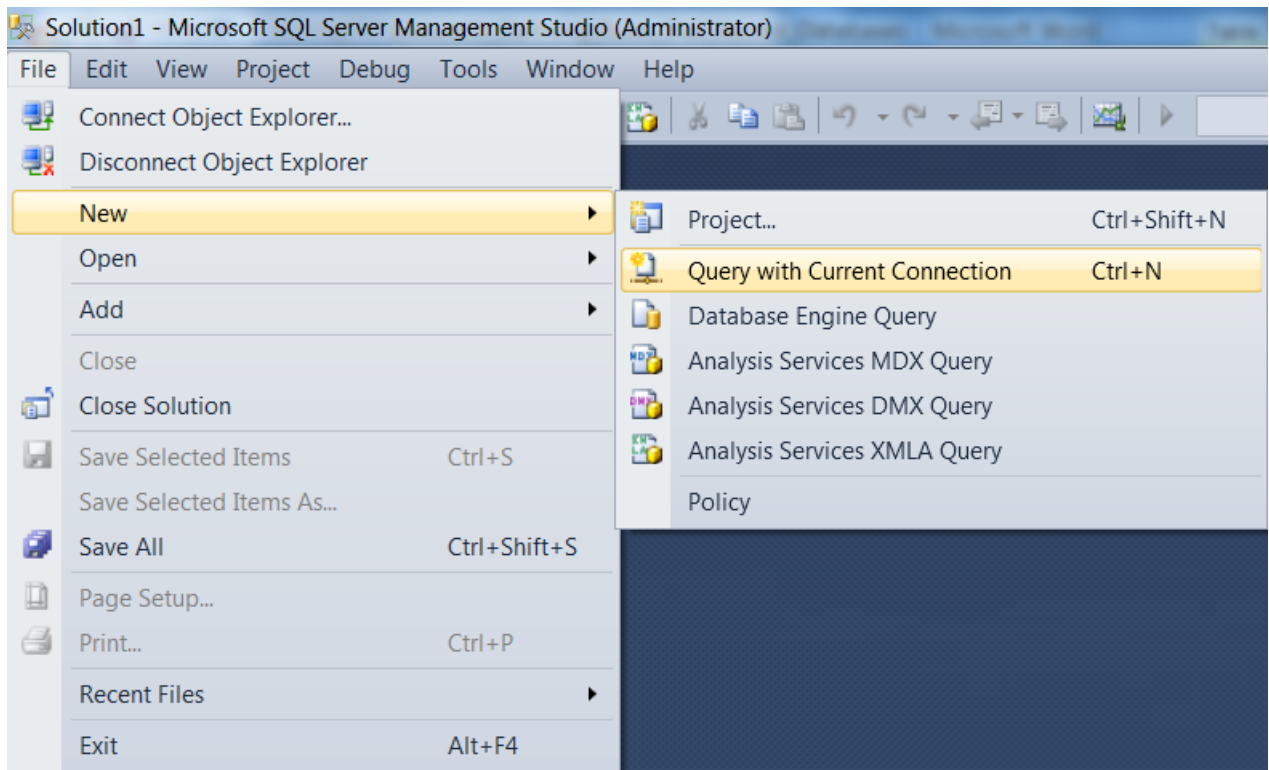 Solution1 - Microsoft SQL Server Management Studio (Administrator)
File Edit View Project Debug Tools Window Help
Connect Object Explorer...
Disconnect Object Explorer
New
Open
Add
Close
Close Solution
Save Selected Items Ctrl+S
Save Selected Items As...
Save All Ctrl+Shift+S
Page Setup...
Print... Ctrl+P
Recent Files
Exit Alt+F4
Project... Ctrl+Shift+N
Query with Current Connection Ctrl+N
Database Engine Query
Analysis Services MDX Query
Analysis Services DMX Query
Analysis Services XMLA Query
Policy